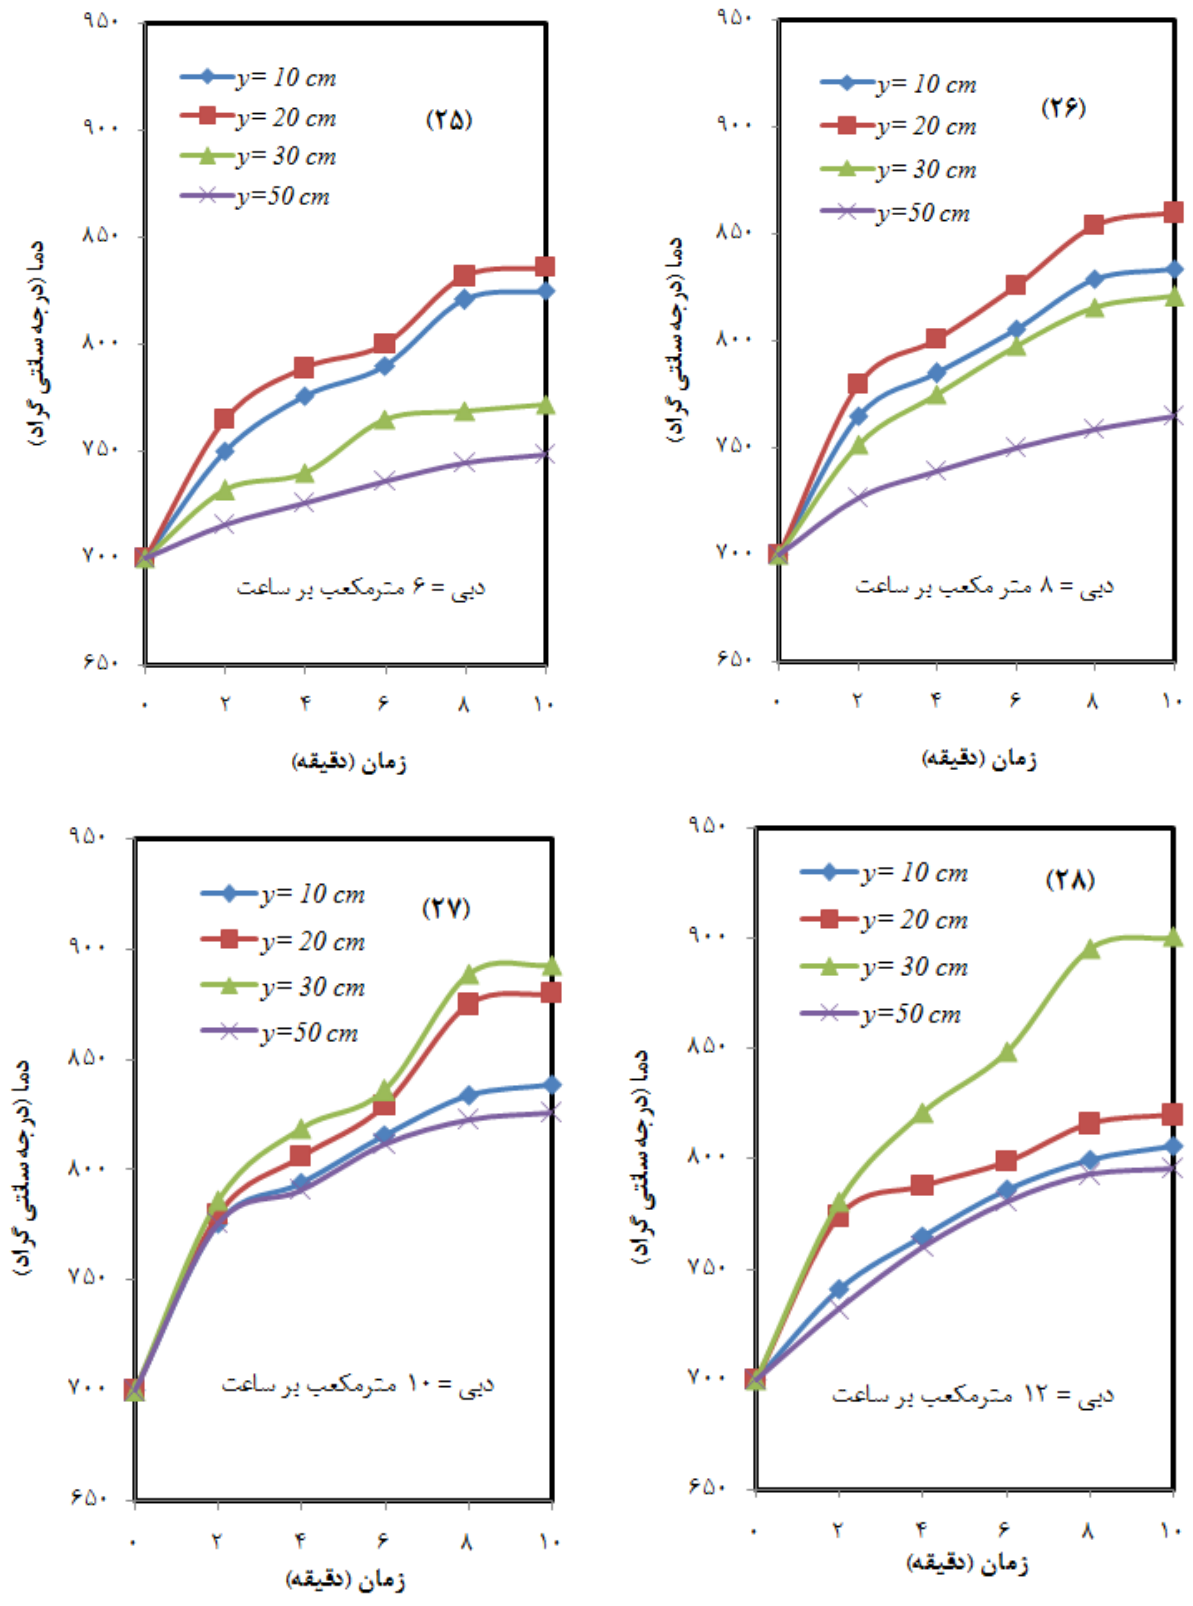 ۹۵۰
۹۰۰
۸۵۰
۸۰۰
۷۵۰
۷۰۰
۶۵۰
دما (درجه سانتی گراد)
y= 10 cm
y= 20 cm
y= 30 cm
y=50 cm
(۲۵)
دبی = ۶ مترمکعب بر ساعت
۰ ۲ ۴ ۶ ۸ ۱۰
زمان (دقیقه)
۹۵۰
۹۰۰
۸۵۰
۸۰۰
۷۵۰
۷۰۰
۶۵۰
دما (درجه سانتی گراد)
y= 10 cm
y= 20 cm
y= 30 cm
y=50 cm
(۲۶)
دبی = ۸ متر مکعب بر ساعت
۰ ۲ ۴ ۶ ۸ ۱۰
زمان (دقیقه)
۹۵۰
۹۰۰
۸۵۰
۸۰۰
۷۵۰
۷۰۰
۶۵۰
دما (درجه سانتی گراد)
y= 10 cm
y= 20 cm
y= 30 cm
y=50 cm
(۲۷)
دبی = ۱۰ مترمکعب بر ساعت
۰ ۲ ۴ ۶ ۸ ۱۰
زمان (دقیقه)
۹۵۰
۹۰۰
۸۵۰
۸۰۰
۷۵۰
۷۰۰
۶۵۰
دما (درجه سانتی گراد)
y= 10 cm
y= 20 cm
y= 30 cm
y=50 cm
(۲۸)
دبی = ۱۲ مترمکعب بر ساعت
۰ ۲ ۴ ۶ ۸ ۱۰
زمان (دقیقه)